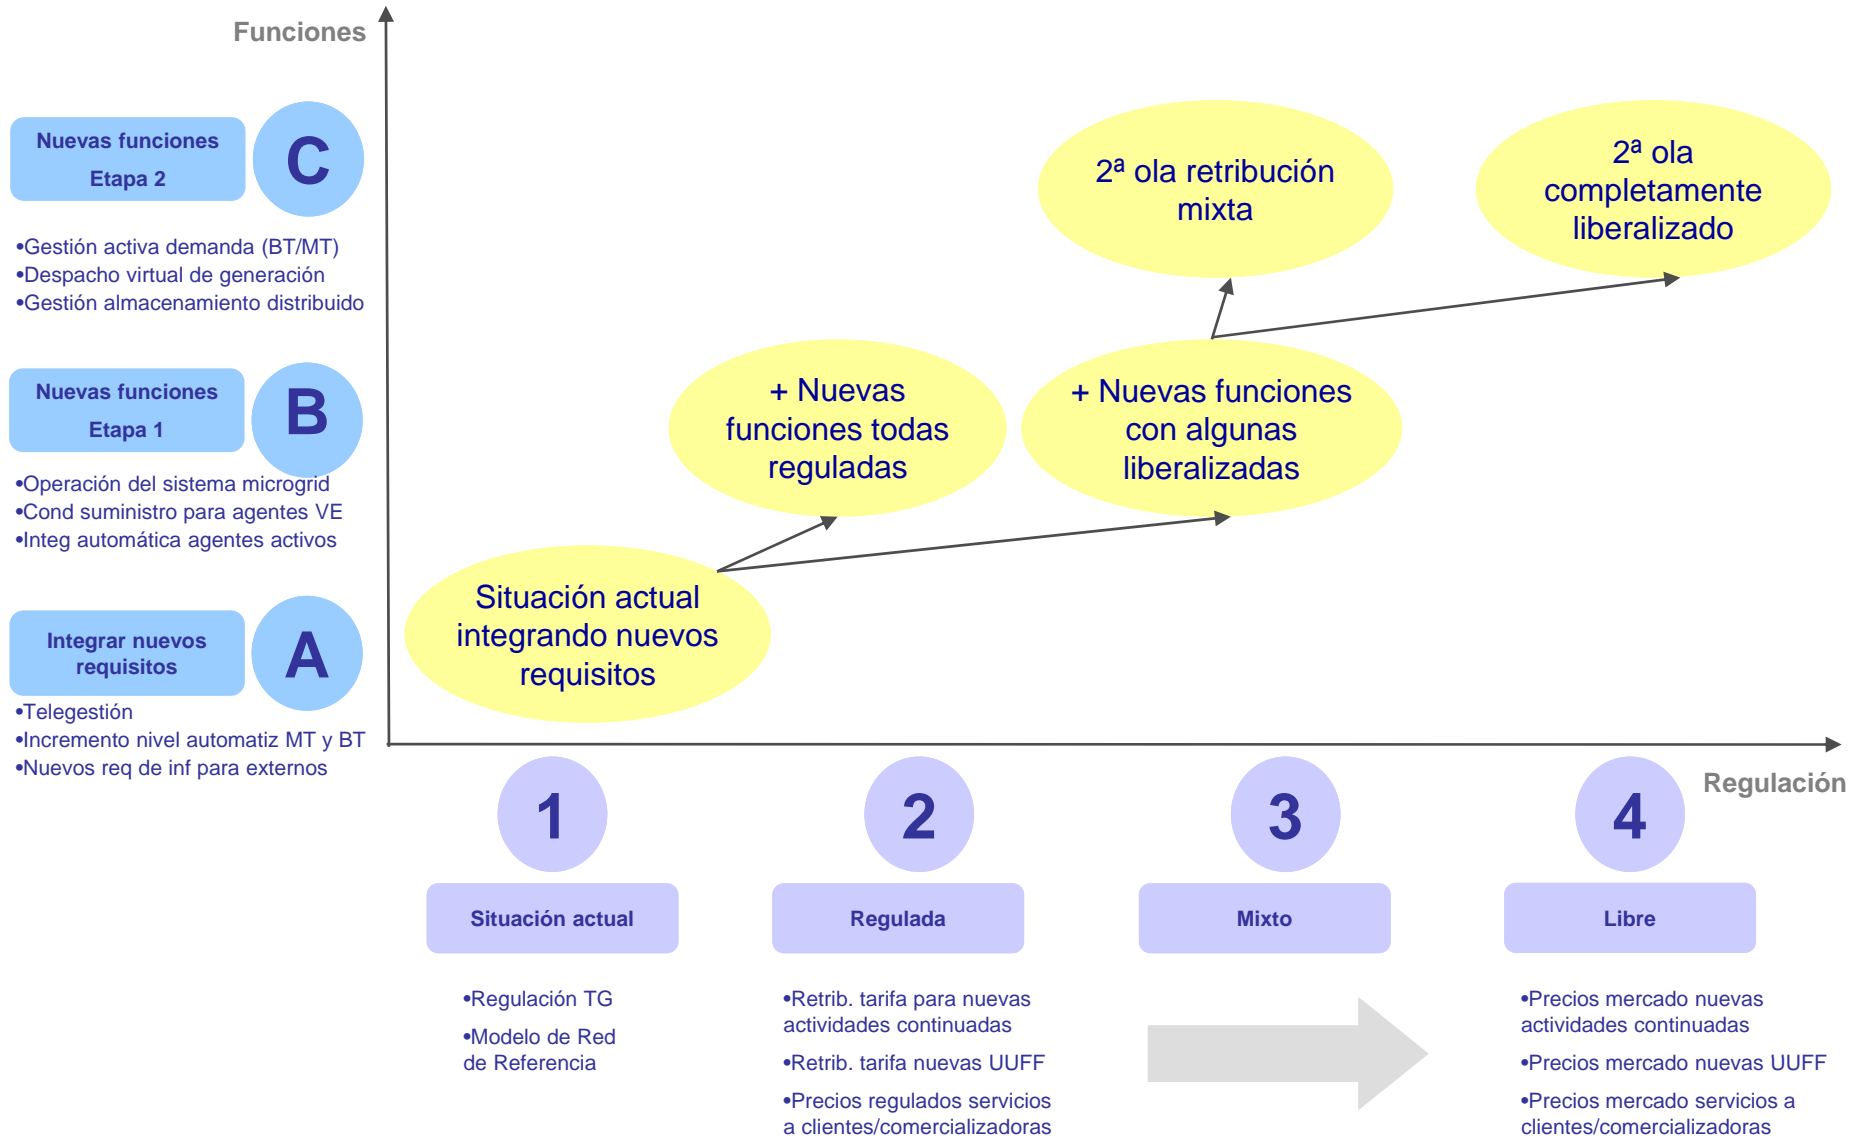 Funciones
Nuevas funciones
Etapa 2
C
•Gestión activa demanda (BT/MT)
•Despacho virtual de generación
•Gestión almacenamiento distribuido
2ª ola retribución
mixta
2ª ola
completamente
liberalizado
Nuevas funciones
Etapa 1
B
•Operación del sistema microgrid
•Cond suministro para agentes VE
•Integ automática agentes activos
+ Nuevas
funciones todas
reguladas
+ Nuevas funciones
con algunas
liberalizadas
Integrar nuevos
requisitos
A
•Telegestión
•Incremento nivel automatiz MT y BT
•Nuevos req de inf para externos
Situación actual
integrando nuevos
requisitos
Regulación
1
Situación actual
•Regulación TG
•Modelo de Red
de Referencia
2
Regulada
•Retrib. tarifa para nuevas
actividades continuadas
•Retrib. tarifa nuevas UUFF
•Precios regulados servicios
a clientes/comercializadoras
3
Mixto
4
Libre
•Precios mercado nuevas
actividades continuadas
•Precios mercado nuevas UUFF
•Precios mercado servicios a
clientes/comercializadoras